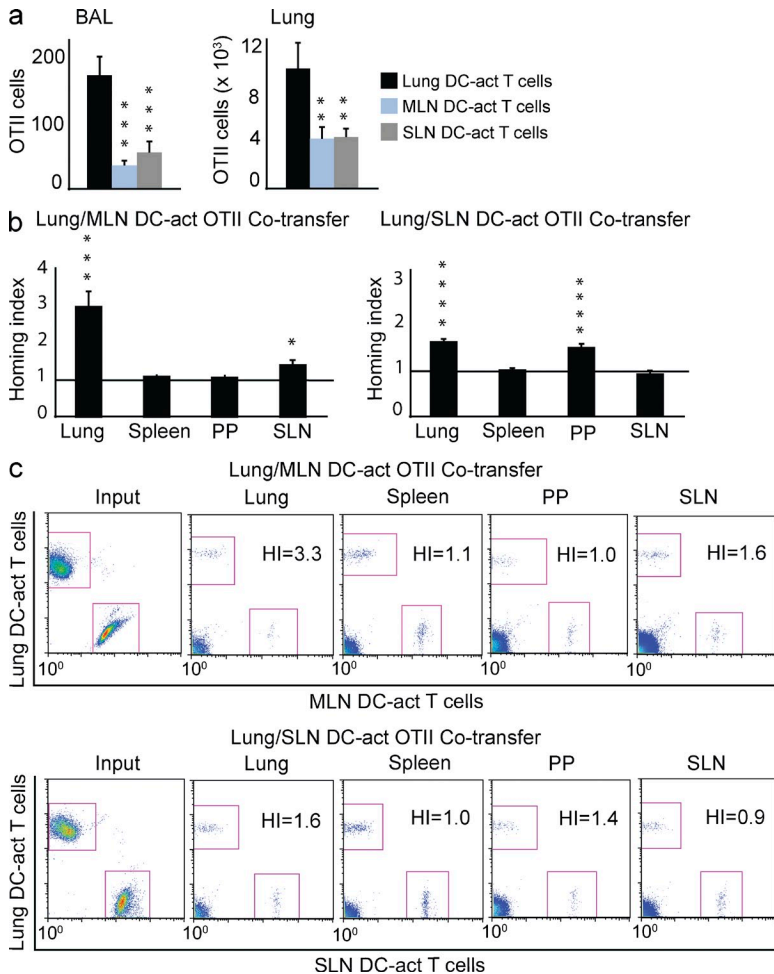 a
BAL
Lung
OTII cells
200
100
0
* * *
* * *
OTII cells (x 10³)
12
8
4
0
* *
* *
Lung DC-act T cells
MLN DC-act T cells
SLN DC-act T cells
b
Lung/MLN DC-act OTII Co-transfer
Homing index
4
3
2
1
0
* * *
*
Lung Spleen PP SLN
Lung/SLN DC-act OTII Co-transfer
Homing index
3
2
1
0
* * * *
* * * *
Lung Spleen PP SLN
c
Lung/MLN DC-act OTII Co-transfer
Input Lung Spleen PP SLN
Lung DC-act T cells
HI=3.3 HI=1.1 HI=1.0 HI=1.6
10⁰ 10⁰ 10⁰ 10⁰ 10⁰
MLN DC-act T cells
Lung/SLN DC-act OTII Co-transfer
Input Lung Spleen PP SLN
Lung DC-act T cells
HI=1.6 HI=1.0 HI=1.4 HI=0.9
10⁰ 10⁰ 10⁰ 10⁰ 10⁰
SLN DC-act T cells